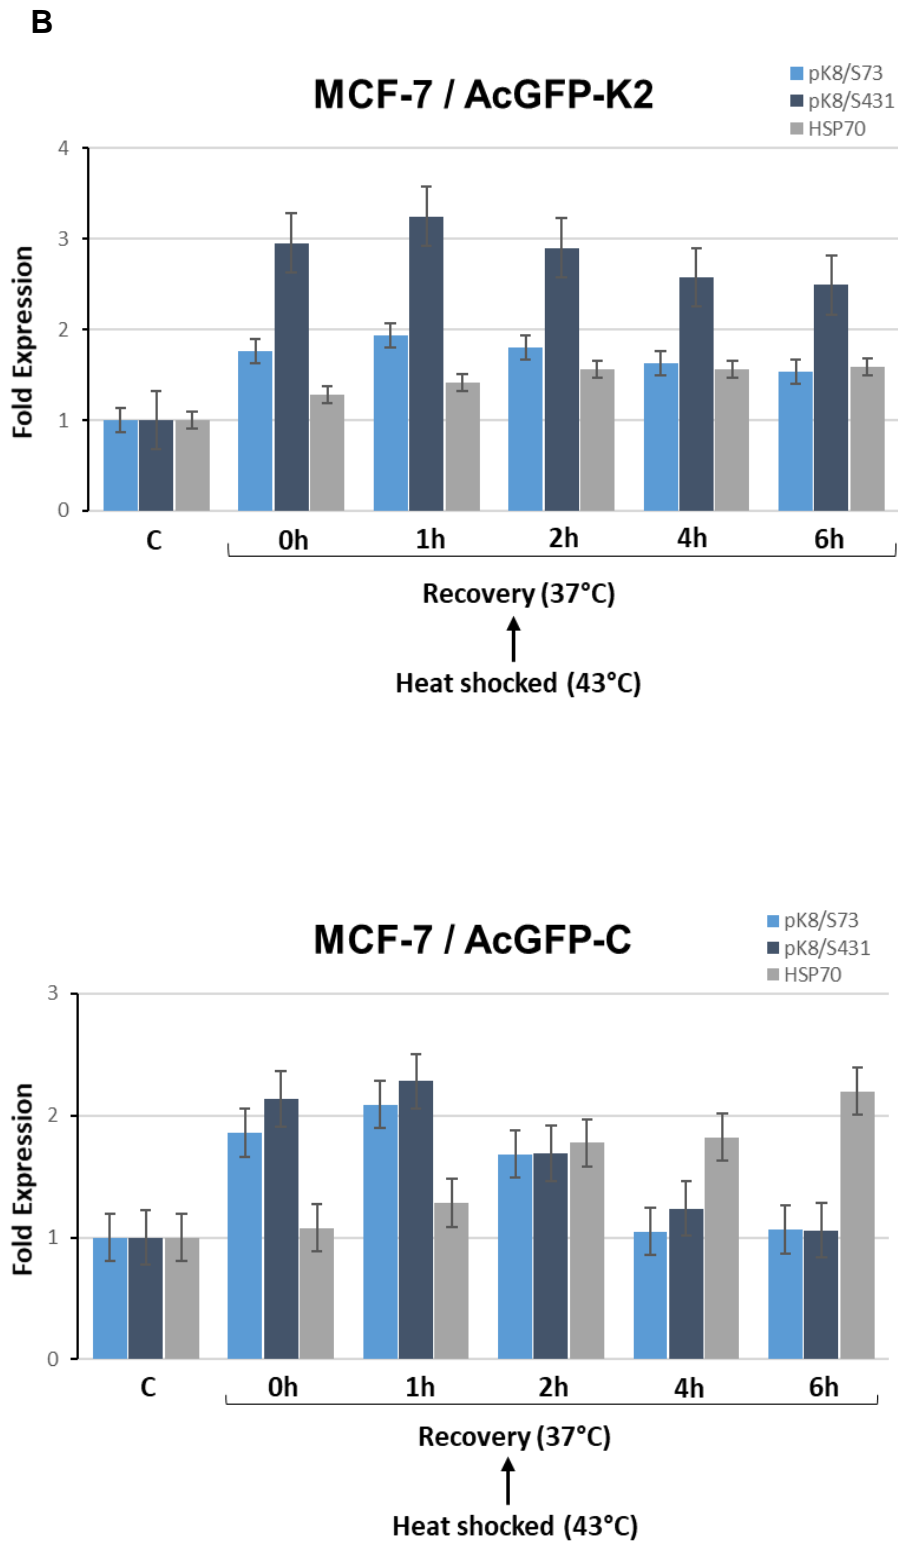 B
MCF-7 / AcGFP-K2
pK8/S73
pK8/S431
HSP70
Fold Expression
4
3
2
1
0
C 0h 1h 2h 4h 6h
Recovery (37°C)
Heat shocked (43°C)
MCF-7 / AcGFP-C
pK8/S73
pK8/S431
HSP70
Fold Expression
3
2
1
0
C 0h 1h 2h 4h 6h
Recovery (37°C)
Heat shocked (43°C)